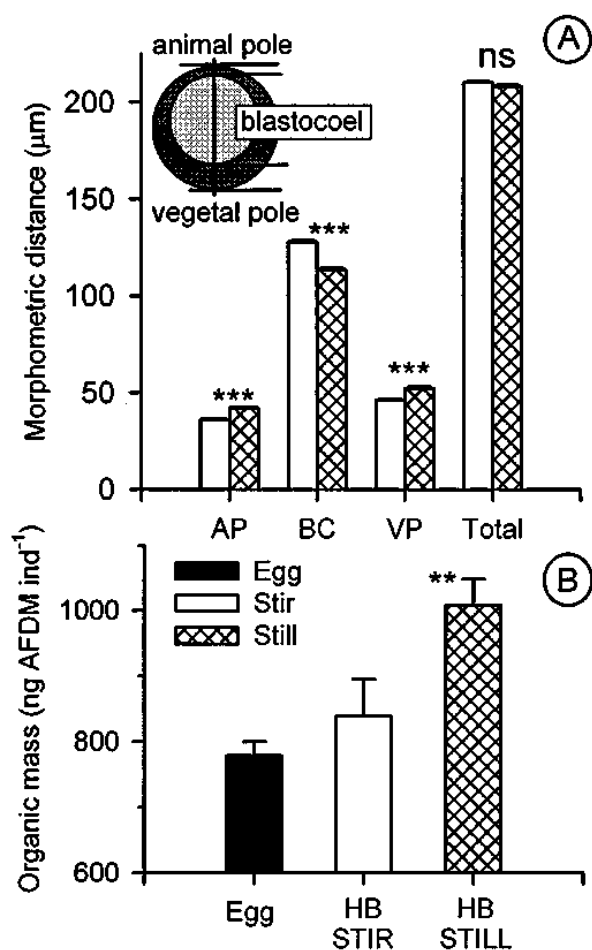 A
animal pole
ns
blastocoel
vegetal pole
***
***
***
Morphometric distance (μm)
200
150
100
50
0
AP BC VP Total
B
Egg
Stir
Still
**
Organic mass (ng AFDM ind⁻¹)
1000
800
600
Egg HB HB
STIR STILL